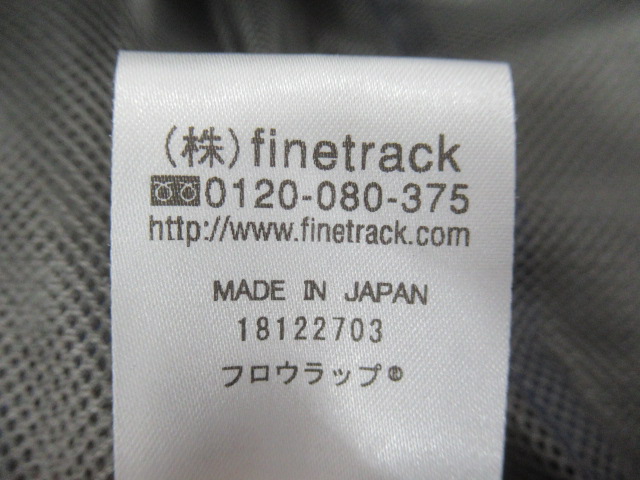 (株)finetrack
0120-080-375
http://www.finetrack.com
MADE IN JAPAN
18122703
フロウラップ®